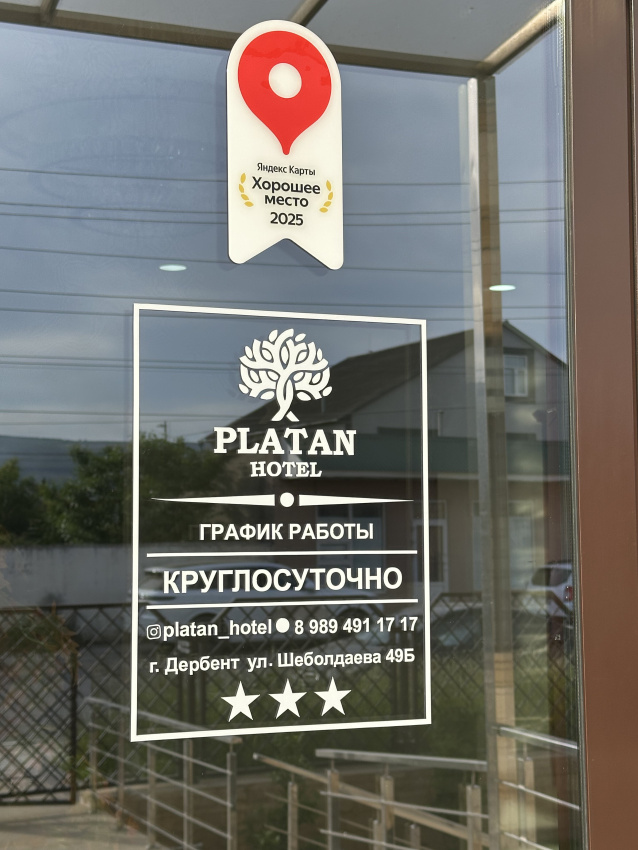 Яндекс Карты
Хорошее
место
2025
PLATAN
HOTEL
ГРАФИК РАБОТЫ
КРУГЛОСУТОЧНО
platan_hotel 8 989 491 17 17
г. Дербент ул. Шеболдаева 49Б